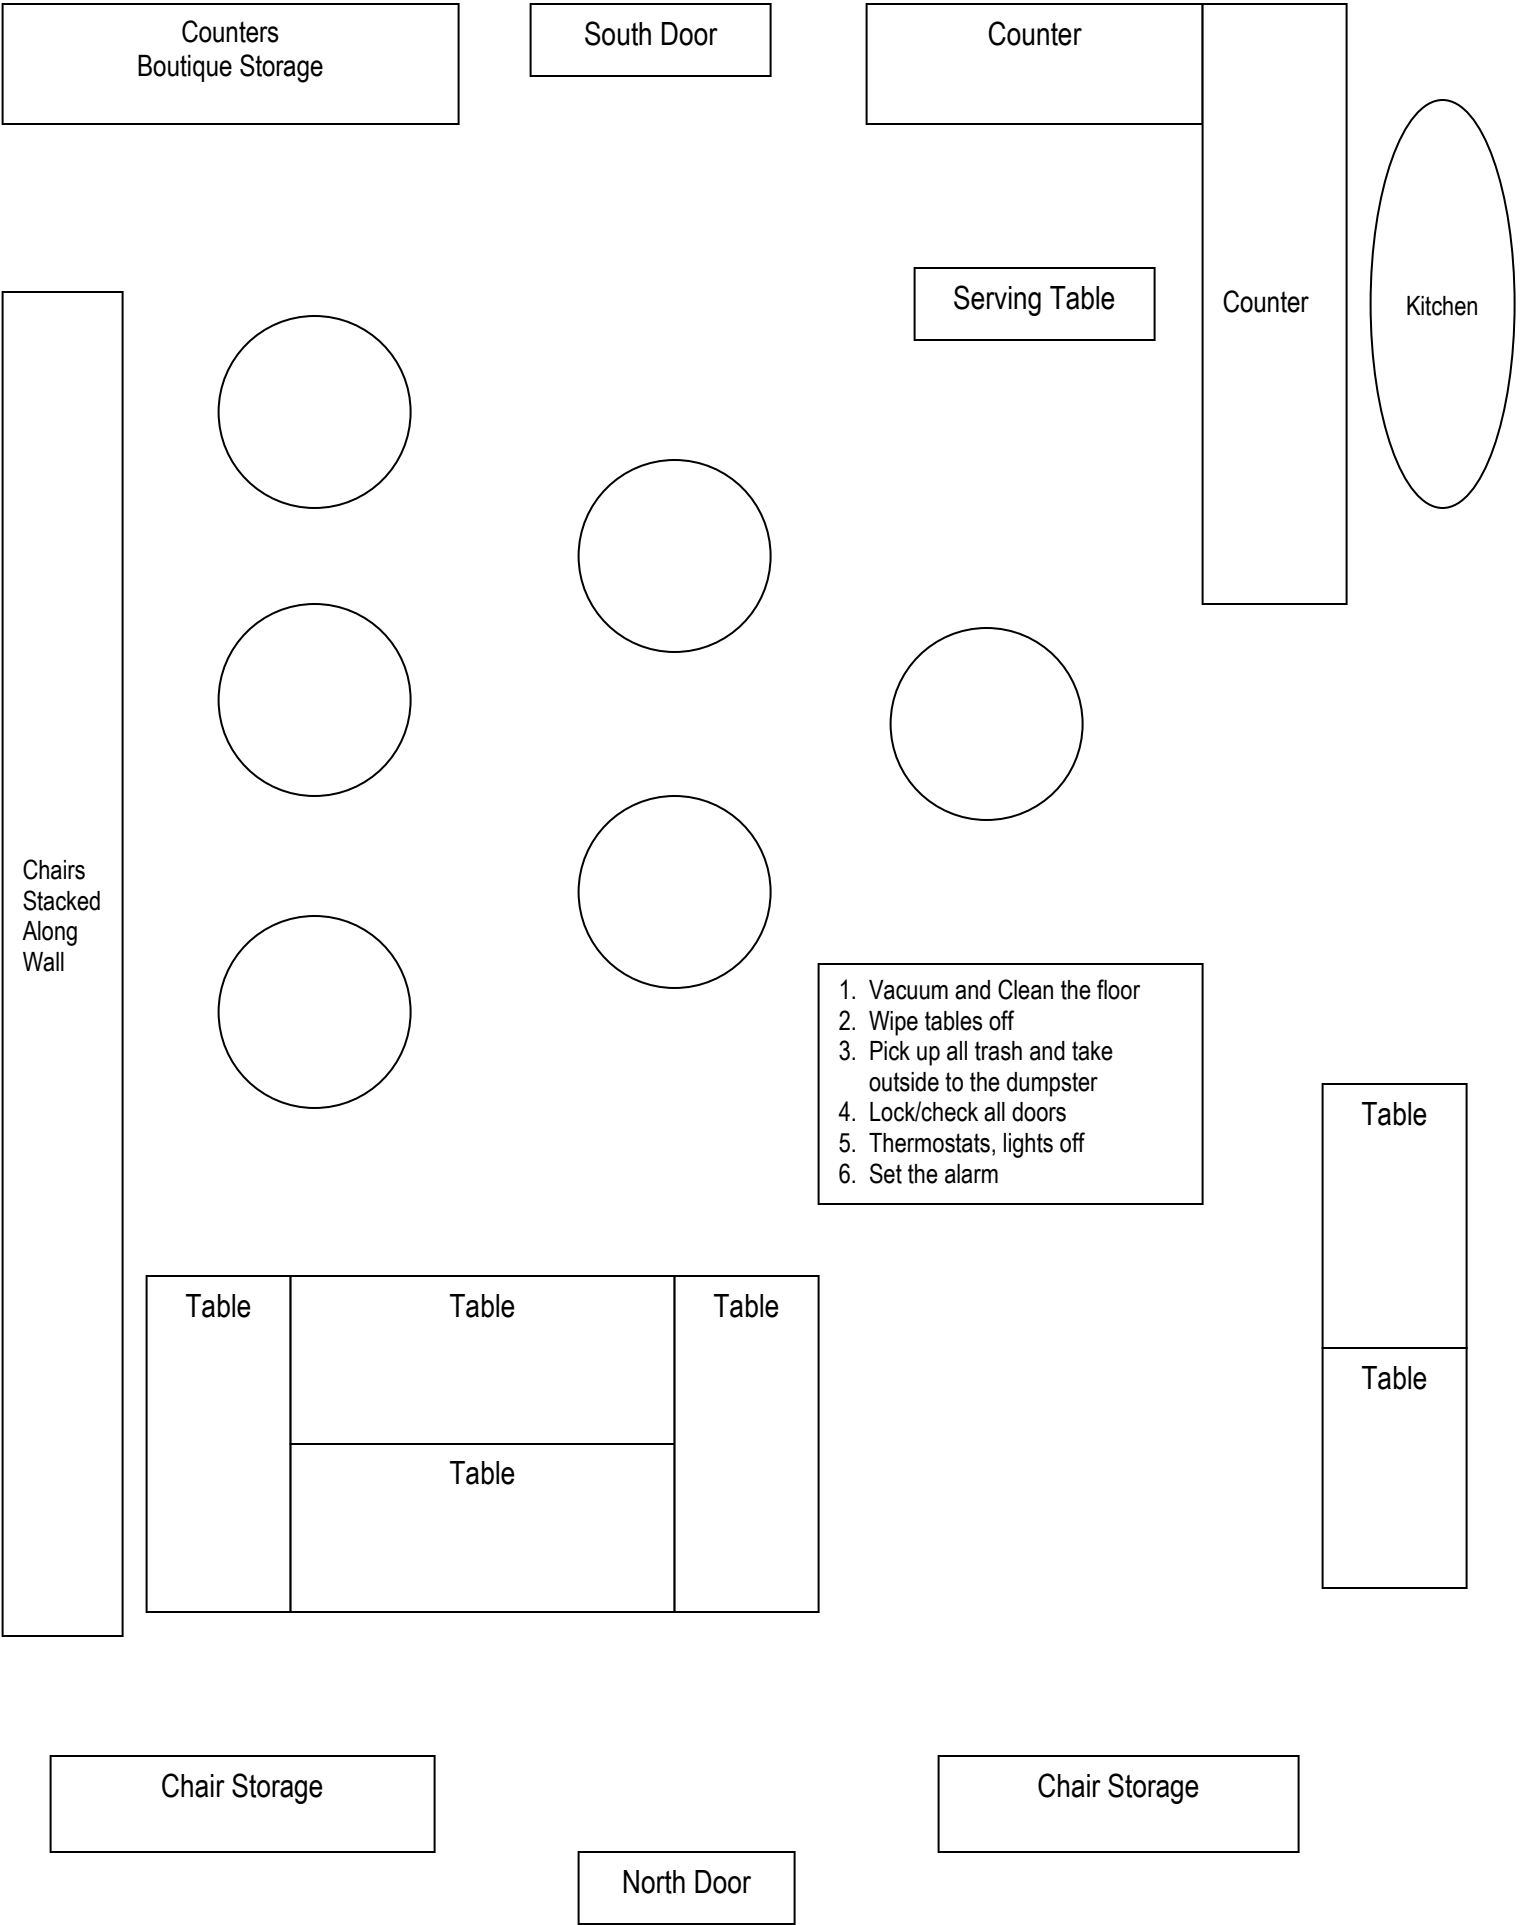 Counters
Boutique Storage
South Door
Counter
Serving Table
Counter
Kitchen
Chairs
Stacked
Along
Wall
1. Vacuum and Clean the floor
2. Wipe tables off
3. Pick up all trash and take
outside to the dumpster
4. Lock/check all doors
5. Thermostats, lights off
6. Set the alarm
Table
Table
Table
Table
Table
Table
Chair Storage
Chair Storage
North Door